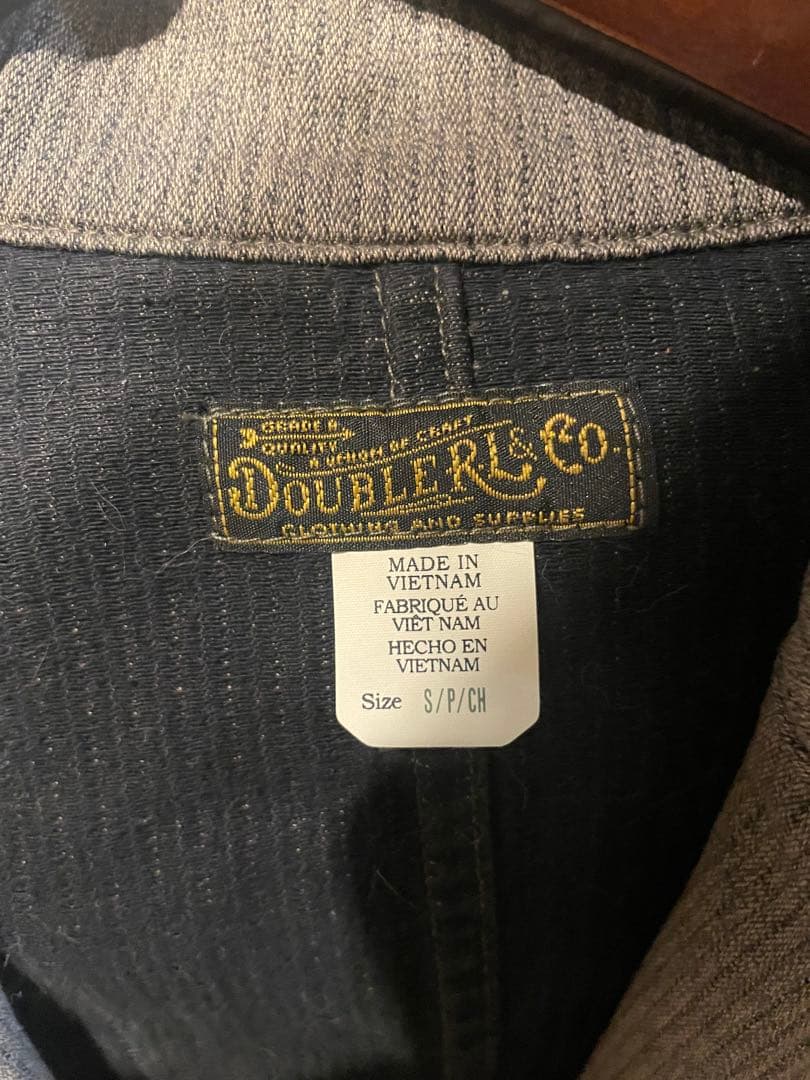 GRADE A
QUALITY
A DENIM OF CRAFT
DOUBLE RL & Co.
CLOTHING AND SUPPLIES
MADE IN
VIETNAM
FABRIQUÉ AU
VIÊT NAM
HECHO EN
VIETNAM
Size S/P/CH